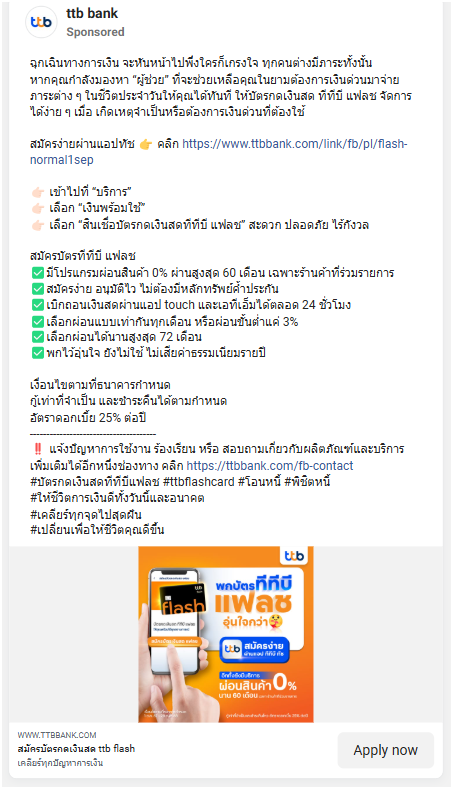 ttb
ttb bank
Sponsored
ฉุกเฉินทางการเงิน จะหันหน้าไปพึ่งใครก็เกรงใจ ทุกคนต่างมีภาระทั้งนั้น
หากคุณกำลังมองหา “ผู้ช่วย” ที่จะช่วยเหลือคุณในยามต้องการเงินด่วนมาจ่าย
ภาระต่าง ๆ ในชีวิตประจำวันให้คุณได้ทันที ให้บัตรกดเงินสด ทีทีบี แฟลช จัดการ
ได้ง่าย ๆ เมื่อ เกิดเหตุจำเป็นหรือต้องการเงินด่วนที่ต้องใช้
สมัครง่ายผ่านแอปทัช 👉 คลิก https://www.ttbbank.com/link/fb/pl/flash-
normal1sep
👉🏻 เข้าไปที่ “บริการ”
👉🏻 เลือก “เงินพร้อมใช้”
👉🏻 เลือก “สินเชื่อบัตรกดเงินสดทีทีบี แฟลช” สะดวก ปลอดภัย ไร้กังวล
สมัครบัตรทีทีบี แฟลช
✅ มีโปรแกรมผ่อนสินค้า 0% ผ่านสูงสุด 60 เดือน เฉพาะร้านค้าที่ร่วมรายการ
✅ สมัครง่าย อนุมัติไว ไม่ต้องมีหลักทรัพย์ค้ำประกัน
✅ เบิกถอนเงินสดผ่านแอป touch และเอทีเอ็มได้ตลอด 24 ชั่วโมง
✅ เลือกผ่อนแบบเท่ากันทุกเดือน หรือผ่อนขั้นต่ำแค่ 3%
✅ เลือกผ่อนได้นานสูงสุด 72 เดือน
✅ พกไว้อุ่นใจ ยังไม่ใช้ ไม่เสียค่าธรรมเนียมรายปี
เงื่อนไขตามที่ธนาคารกำหนด
กู้เท่าที่จำเป็น และชำระคืนได้ตามกำหนด
อัตราดอกเบี้ย 25% ต่อปี
-------------------------------------
‼️ แจ้งปัญหาการใช้งาน ร้องเรียน หรือ สอบถามเกี่ยวกับผลิตภัณฑ์และบริการ
เพิ่มเติมได้อีกหนึ่งช่องทาง คลิก https://ttbbank.com/fb-contact
#บัตรกดเงินสดทีทีบีแฟลช #ttbflashcard #โอนหนี้ #พิชิตหนี้
#ให้ชีวิตการเงินดีทั้งวันนี้และอนาคต
#เคลียร์ทุกจุดไปสุดฝัน
#เปลี่ยนเพื่อให้ชีวิตคุณดีขึ้น
ttb
พกบัตรทีทีบี
แฟลช
อุ่นใจกว่า
flash
ttb สมัครง่าย
ผ่านแอป ทีทีบี ทัช
อีกทั้งยังมีบริการ
ผ่อนสินค้า 0%
นาน 60 เดือน
WWW.TTBBANK.COM
สมัครบัตรกดเงินสด ttb flash
เคลียร์ทุกปัญหาการเงิน
Apply now